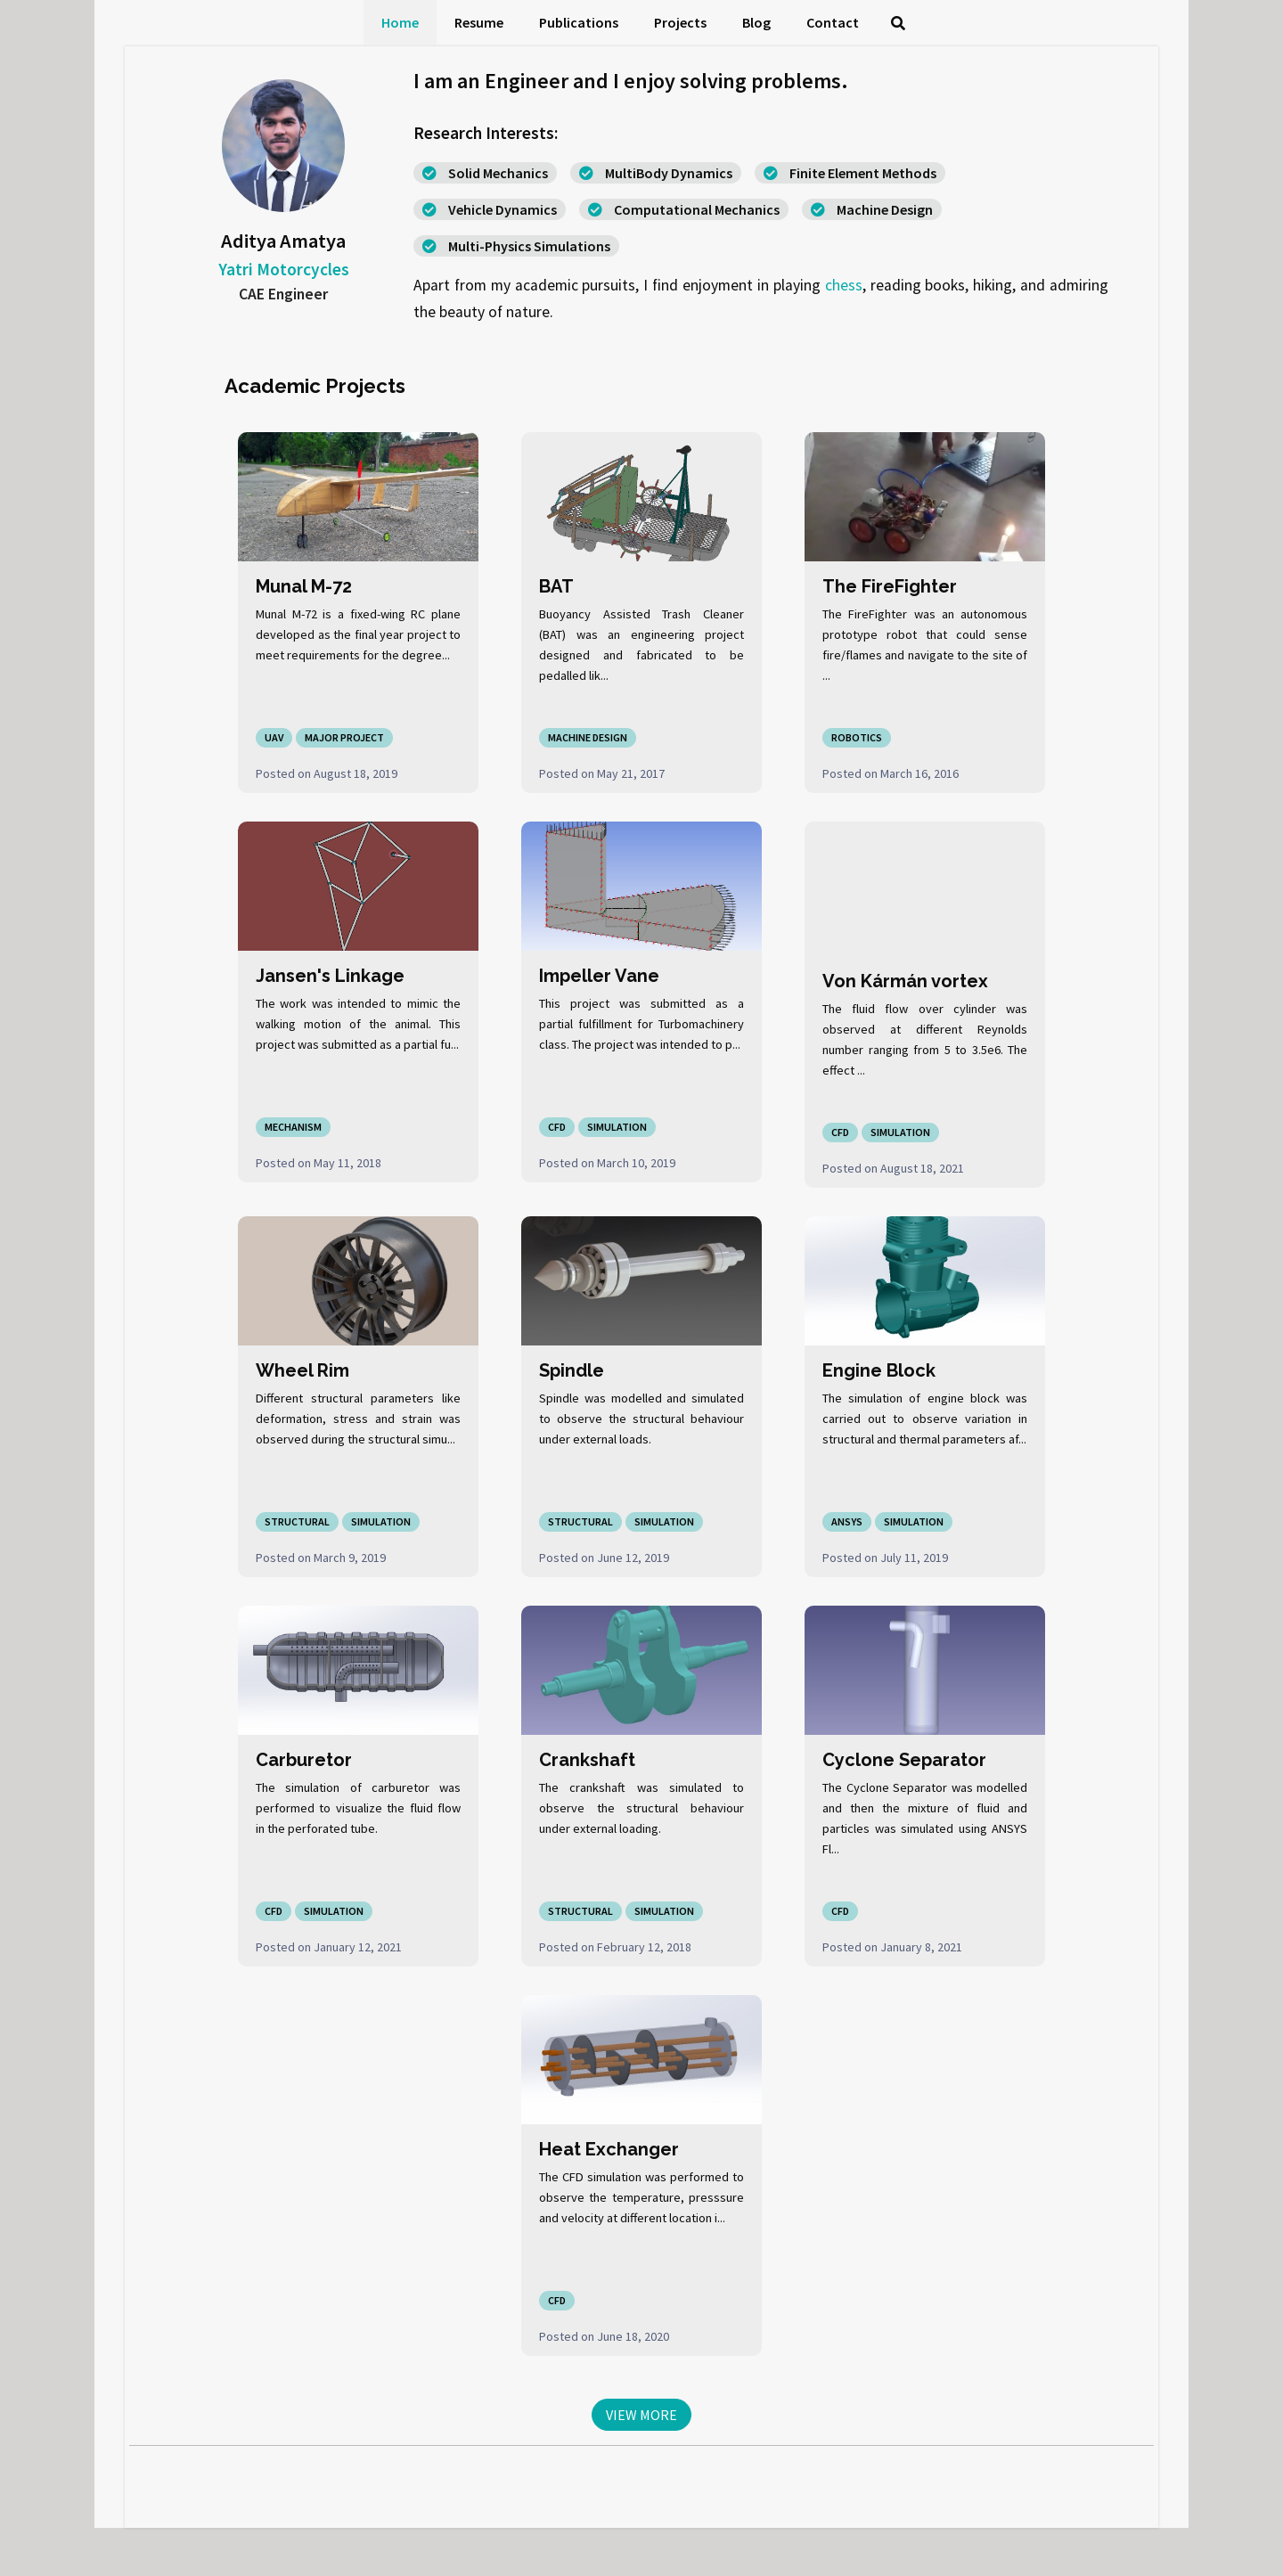 Home Resume Publications Projects Blog Contact
I am an Engineer and I enjoy solving problems.
Research Interests:
Solid Mechanics MultiBody Dynamics Finite Element Methods
Vehicle Dynamics Computational Mechanics Machine Design
Multi-Physics Simulations
Aditya Amatya
Yatri Motorcycles
CAE Engineer
Apart from my academic pursuits, I find enjoyment in playing chess, reading books, hiking, and admiring
the beauty of nature.
Academic Projects
Munal M-72
Munal M-72 is a fixed-wing RC plane
developed as the final year project to
meet requirements for the degree...
UAV MAJOR PROJECT
Posted on August 18, 2019
BAT
Buoyancy Assisted Trash Cleaner
(BAT) was an engineering project
designed and fabricated to be
pedalled lik...
MACHINE DESIGN
Posted on May 21, 2017
The FireFighter
The FireFighter was an autonomous
prototype robot that could sense
fire/flames and navigate to the site of
...
ROBOTICS
Posted on March 16, 2016
Jansen's Linkage
The work was intended to mimic the
walking motion of the animal. This
project was submitted as a partial fu...
MECHANISM
Posted on May 11, 2018
Impeller Vane
This project was submitted as a
partial fulfillment for Turbomachinery
class. The project was intended to p...
CFD SIMULATION
Posted on March 10, 2019
Von Kármán vortex
The fluid flow over cylinder was
observed at different Reynolds
number ranging from 5 to 3.5e6. The
effect ...
CFD SIMULATION
Posted on August 18, 2021
Wheel Rim
Different structural parameters like
deformation, stress and strain was
observed during the structural simu...
STRUCTURAL SIMULATION
Posted on March 9, 2019
Spindle
Spindle was modelled and simulated
to observe the structural behaviour
under external loads.
STRUCTURAL SIMULATION
Posted on June 12, 2019
Engine Block
The simulation of engine block was
carried out to observe variation in
structural and thermal parameters af...
ANSYS SIMULATION
Posted on July 11, 2019
Carburetor
The simulation of carburetor was
performed to visualize the fluid flow
in the perforated tube.
CFD SIMULATION
Posted on January 12, 2021
Crankshaft
The crankshaft was simulated to
observe the structural behaviour
under external loading.
STRUCTURAL SIMULATION
Posted on February 12, 2018
Cyclone Separator
The Cyclone Separator was modelled
and then the mixture of fluid and
particles was simulated using ANSYS
Fl...
CFD
Posted on January 8, 2021
Heat Exchanger
The CFD simulation was performed to
observe the temperature, presssure
and velocity at different location i...
CFD
Posted on June 18, 2020
VIEW MORE